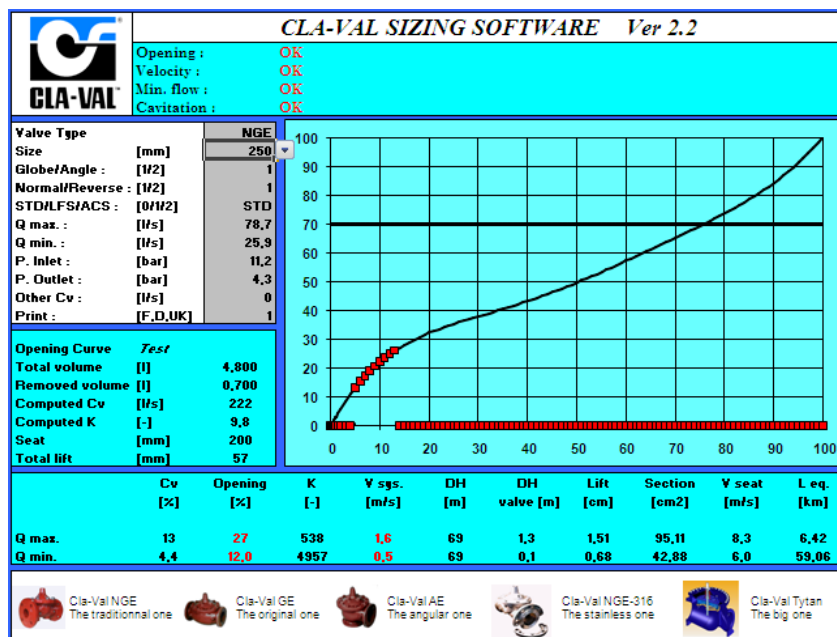 CLA-VAL SIZING SOFTWARE Ver 2.2
CLA-VAL
Opening : OK
Velocity : OK
Min. flow : OK
Cavitation : OK
Valve Type NGE
Size [mm] 250
Globe/Angle : [1/2] 1
Normal/Reverse : [1/2] 1
STD/LFS/ACS : [0/1/2] STD
Q max. : [l/s] 78,7
Q min. : [l/s] 25,9
P. Inlet : [bar] 11,2
P. Outlet : [bar] 4,3
Other Cv : [l/s] 0
Print : [F,D,UK] 1
Opening Curve Test
Total volume [l] 4,800
Removed volume [l] 0,700
Computed Cv [l/s] 222
Computed K [-] 9,8
Seat [mm] 200
Total lift [mm] 57
100
90
80
70
60
50
40
30
20
10
0
0 10 20 30 40 50 60 70 80 90 100
Cv Opening K V sys. DH DH Lift Section V seat L eq.
[%] [%] [-] [m/s] [m] valve [m] [cm] [cm2] [m/s] [km]
Q max. 13 27 538 1,6 69 1,3 1,51 95,11 8,3 6,42
Q min. 4,4 12,0 4957 0,5 69 0,1 0,68 42,88 6,0 59,06
Cla-Val NGE
The traditionnal one
Cla-Val GE
The original one
Cla-Val AE
The angular one
Cla-Val NGE-316
The stainless one
Cla-Val Tytan
The big one